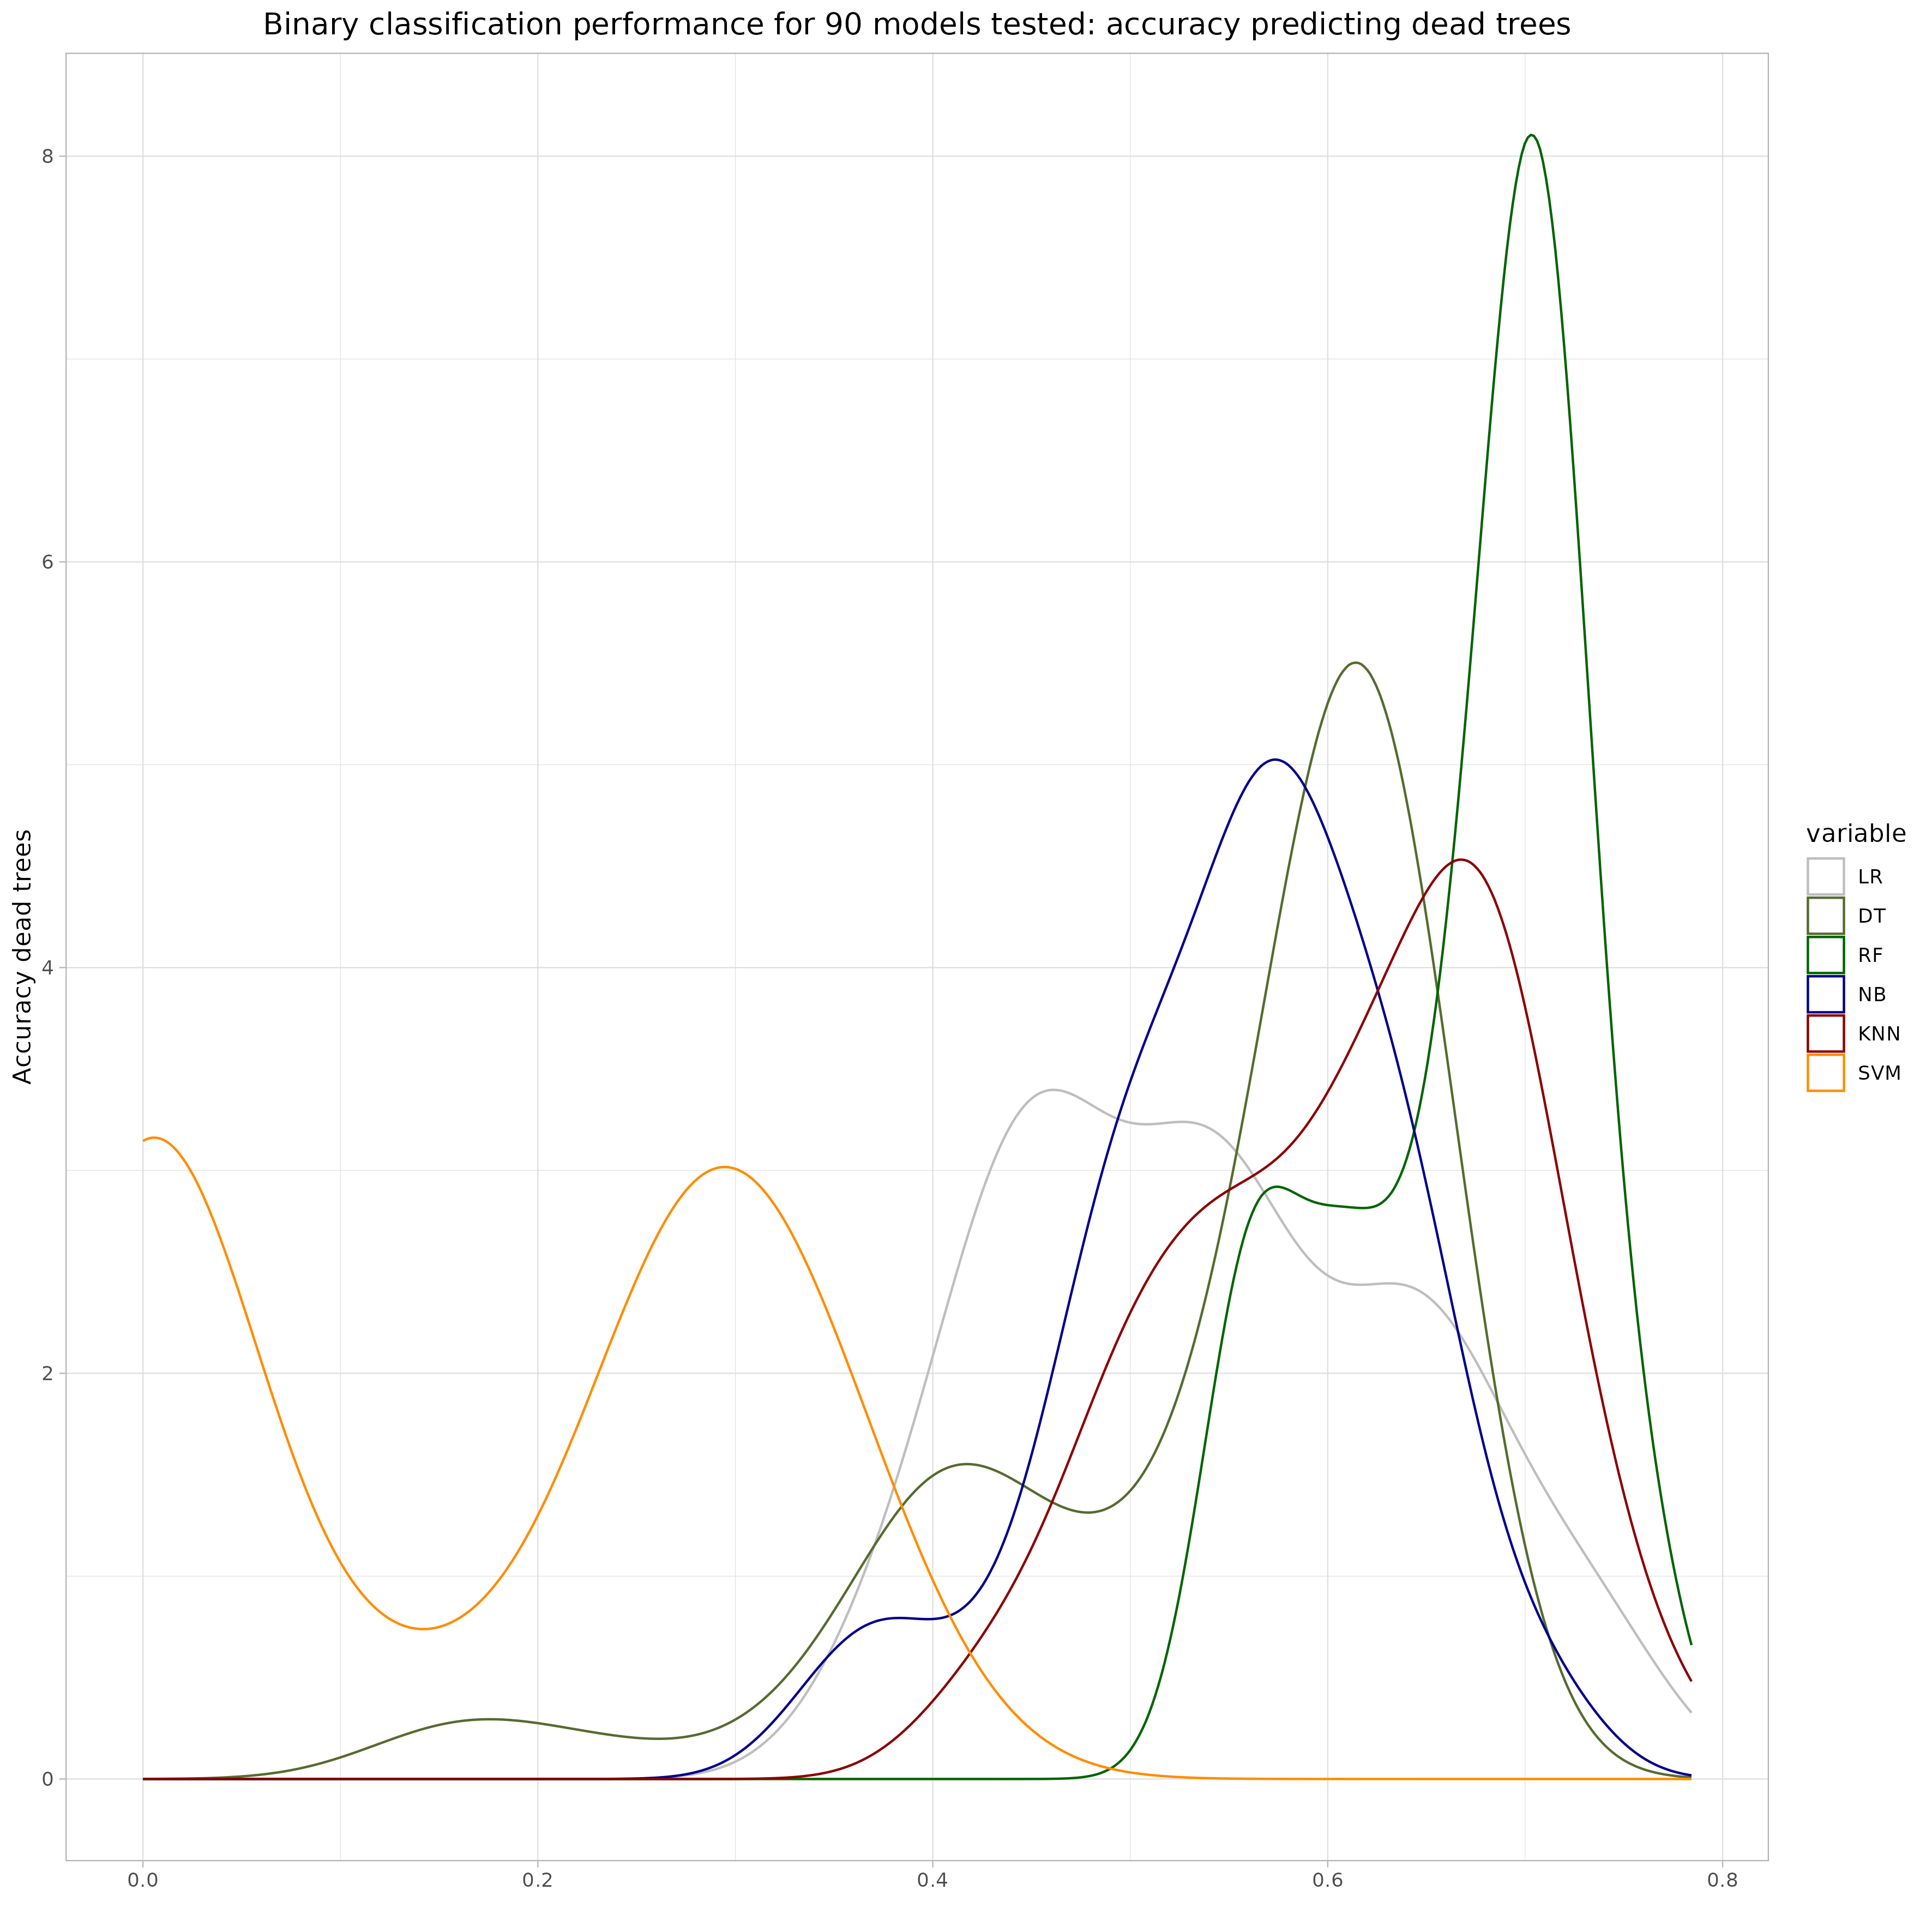 Binary classification performance for 90 models tested: accuracy predicting dead trees
Accuracy dead trees
8
6
4
2
0
0.0 0.2 0.4 0.6 0.8
variable
LR
DT
RF
NB
KNN
SVM